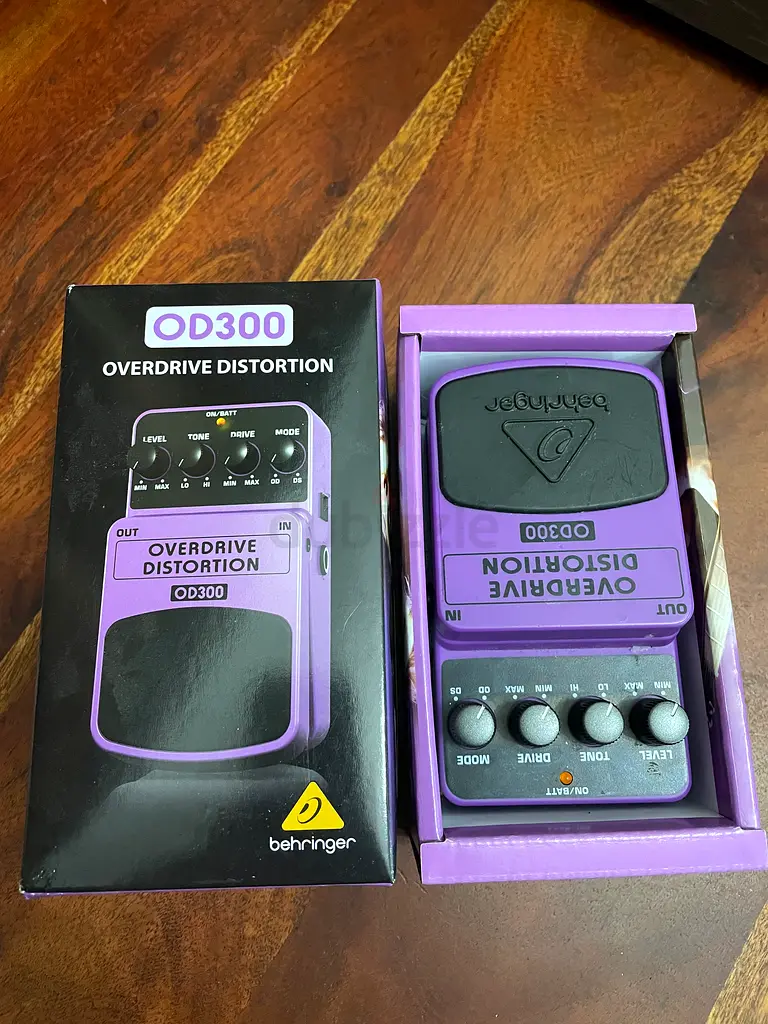 OD300
OVERDRIVE DISTORTION
ON/BATT
LEVEL TONE DRIVE MODE
MIN MAX LO HI MIN MAX OD DS
OUT IN
OVERDRIVE
DISTORTION
OD300
behringer
dubizzle
behringer
OD300
OVERDRIVE
DISTORTION
OUT IN
MIN MAX LO HI MIN MAX OD DS
LEVEL TONE DRIVE MODE
ON/BATT